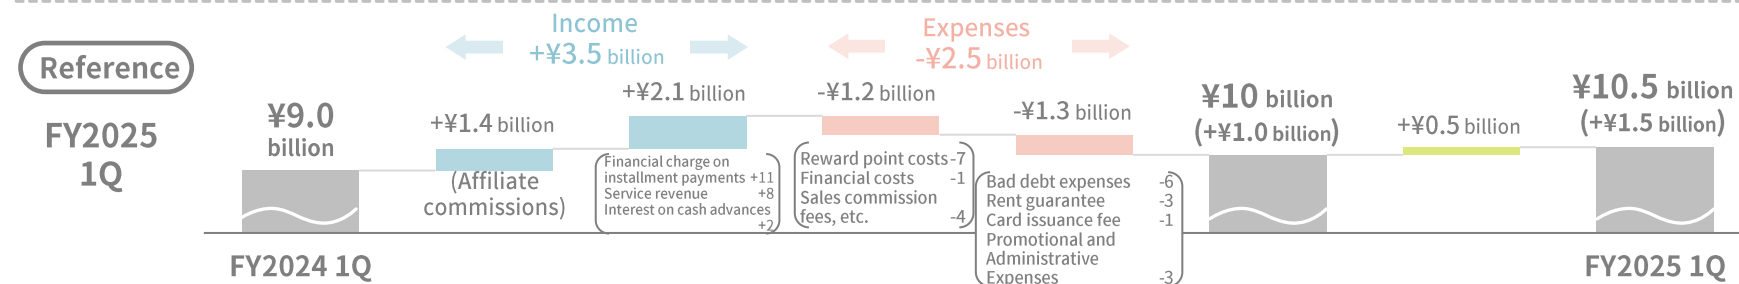 Reference
FY2025
1Q
Income
+¥3.5 billion
Expenses
-¥2.5 billion
¥9.0
billion
+¥1.4 billion
(Affiliate
commissions)
+¥2.1 billion
Financial charge on
installment payments +11
Service revenue +8
Interest on cash advances
+2
-¥1.2 billion
Reward point costs -7
Financial costs -1
Sales commission
fees, etc. -4
-¥1.3 billion
Bad debt expenses -6
Rent guarantee -3
Card issuance fee -1
Promotional and
Administrative
Expenses -3
¥10 billion
(+¥1.0 billion)
+¥0.5 billion
¥10.5 billion
(+¥1.5 billion)
FY2024 1Q
FY2025 1Q